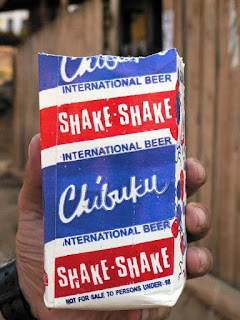 Chibuku
INTERNATIONAL BEER
SHAKE-SHAKE
INTERNATIONAL BEER
Chibuku
INTERNATIONAL BEER
SHAKE-SHAKE
NOT FOR SALE TO PERSONS UNDER 18